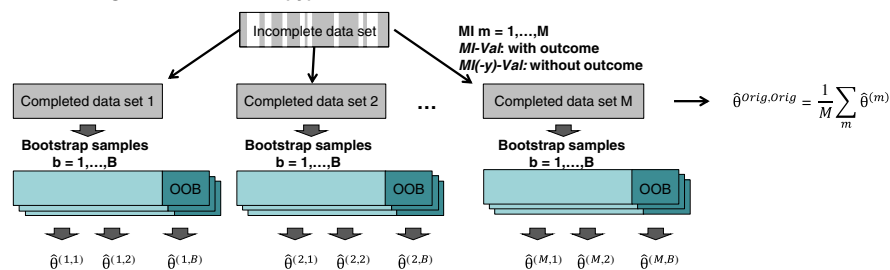 Incomplete data set
MI m = 1,...,M
MI-Val: with outcome
MI(-y)-Val: without outcome
Completed data set 1
Completed data set 2
...
Completed data set M
θ̂^{Orig,Orig} = \frac{1}{M} \sum_{m} θ̂^{(m)}
Bootstrap samples
b = 1,...,B
Bootstrap samples
b = 1,...,B
Bootstrap samples
b = 1,...,B
OOB
OOB
OOB
θ̂^{(1,1)} θ̂^{(1,2)} θ̂^{(1,B)} θ̂^{(2,1)} θ̂^{(2,2)} θ̂^{(2,B)} θ̂^{(M,1)} θ̂^{(M,2)} θ̂^{(M,B)}